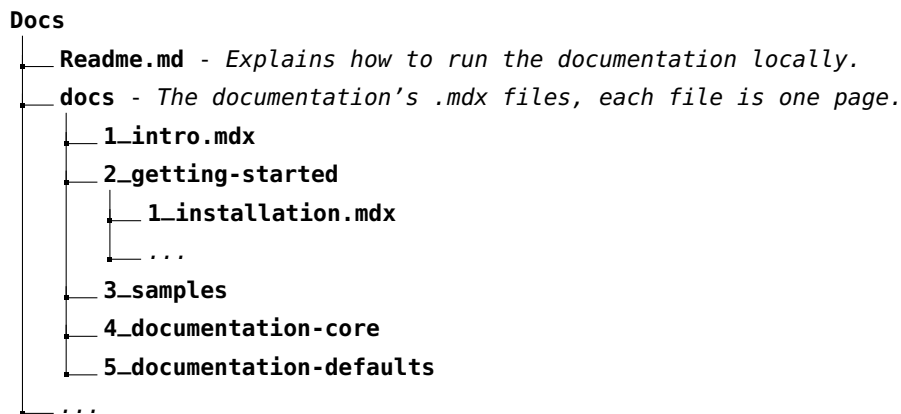 Docs
Readme.md - Explains how to run the documentation locally.
docs - The documentation's .mdx files, each file is one page.
1_intro.mdx
2_getting-started
1_installation.mdx
...
3_samples
4_documentation-core
5_documentation-defaults
...